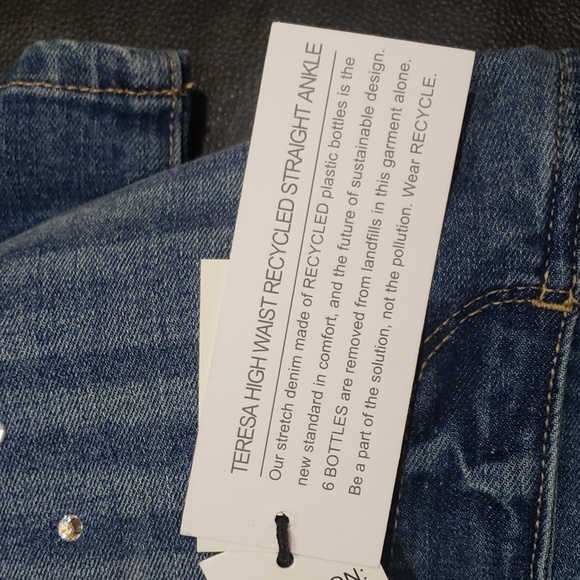 TERESA HIGH WAIST RECYCLED STRAIGHT ANKLE
Our stretch denim made of RECYCLED plastic bottles is the
new standard in comfort, and the future of sustainable design.
6 BOTTLES are removed from landfills in this garment alone.
Be a part of the solution, not the pollution. Wear RECYCLE.